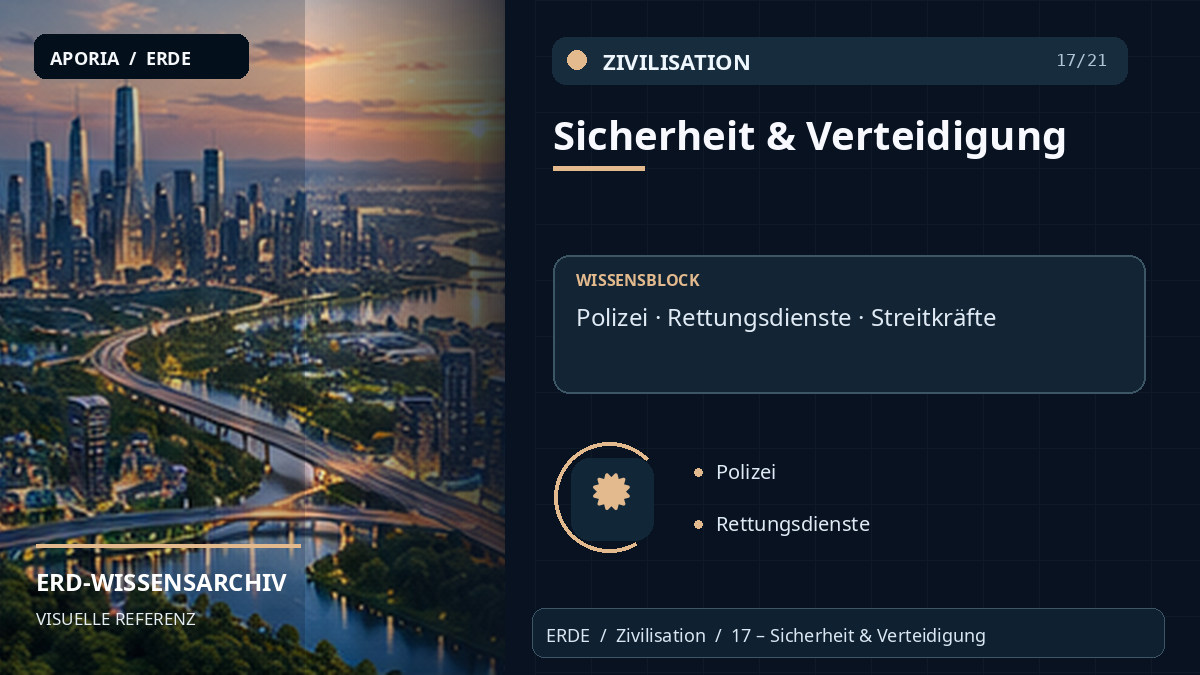 APORIA / ERDE
ERD-WISSENSARCHIV
VISUELLE REFERENZ
ZIVILISATION 17/21
Sicherheit & Verteidigung
WISSENSBLOCK
Polizei · Rettungsdienste · Streitkräfte
Polizei
Rettungsdienste
ERDE / Zivilisation / 17 – Sicherheit & Verteidigung